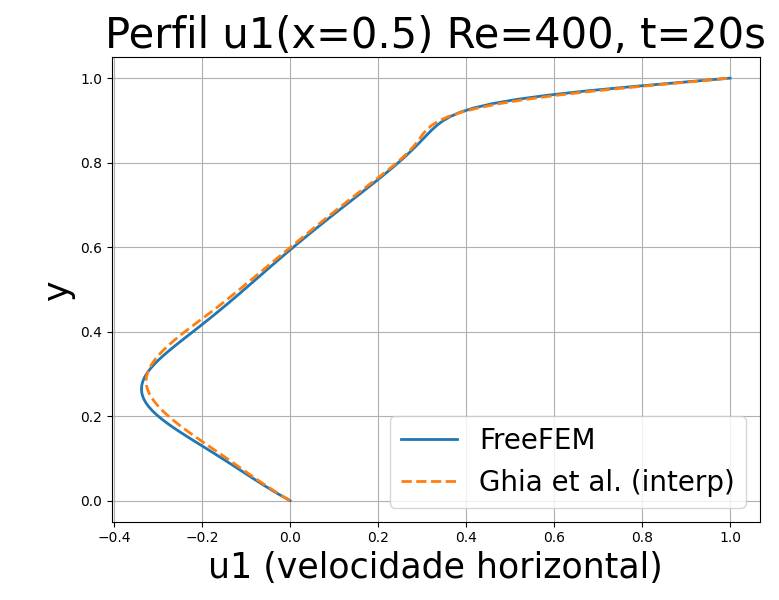 Perfil u1(x=0.5) Re=400, t=20s
1.0
0.8
0.6
0.4
0.2
0.0
y
FreeFEM
Ghia et al. (interp)
−0.4 −0.2 0.0 0.2 0.4 0.6 0.8 1.0
u1 (velocidade horizontal)